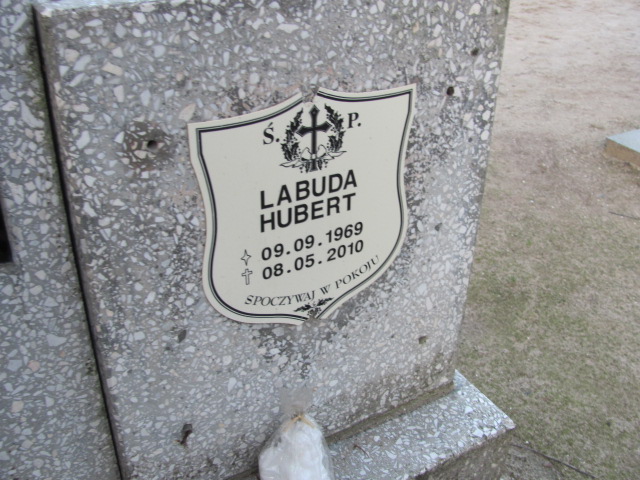 Ś. P.
LABUDA
HUBERT
09.09.1969
08.05.2010
SPOCZYWAJ W POKOJU